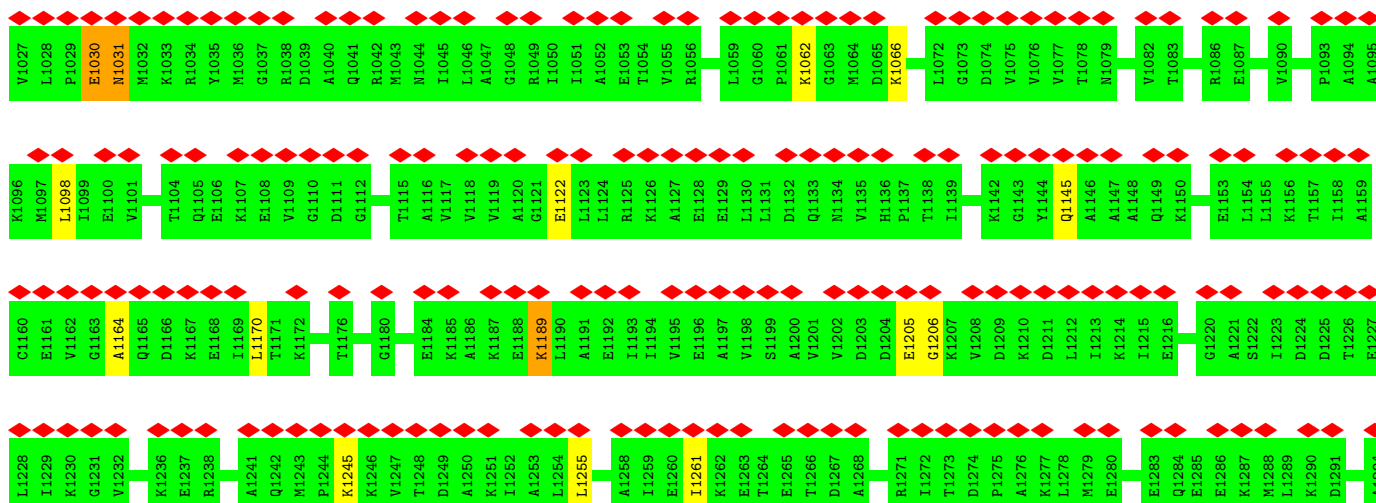 V1027 L1028 P1029 E1030 N1031 M1032 K1033 R1034 Y1035 M1036 G1037 R1038 D1039 A1040 Q1041 R1042 M1043 N1044 I1045 L1046 A1047 G1048 R1049 I1050 I1051 A1052 E1053 T1054 V1055 R1056 L1059 G1060 P1061 K1062 G1063 M1064 D1065 K1066 L1072 G1073 D1074 V1075 V1076 V1077 T1078 N1079 V1082 T1083 R1086 E1087 V1090 P1093 A1094 A1095
K1096 M1097 L1098 I1099 E1100 V1101 T1104 Q1105 E1106 K1107 E1108 V1109 G1110 D1111 G1112 T1115 A1116 V1117 V1118 V1119 A1120 G1121 E1122 L1123 L1124 R1125 K1126 A1127 E1128 E1129 L1130 L1131 D1132 Q1133 N1134 V1135 H1136 P1137 T1138 I1139 K1142 G1143 Y1144 Q1145 A1146 A1147 A1148 Q1149 K1150 E1153 L1154 L1155 K1156 T1157 I1158 A1159
C1160 E1161 V1162 G1163 A1164 Q1165 D1166 K1167 E1168 I1169 L1170 T1171 K1172 T1176 G1180 E1184 K1185 A1186 K1187 E1188 K1189 L1190 A1191 E1192 I1193 I1194 V1195 E1196 A1197 V1198 S1199 A1200 V1201 V1202 D1203 D1204 E1205 G1206 K1207 V1208 D1209 K1210 D1211 L1212 I1213 K1214 I1215 E1216 G1220 A1221 S1222 I1223 D1224 D1225 T1226 E1227
L1228 I1229 K1230 G1231 V1232 K1236 E1237 R1238 A1241 Q1242 M1243 P1244 K1245 K1246 V1247 T1248 D1249 A1250 K1251 I1252 A1253 L1254 L1255 A1258 I1259 E1260 I1261 K1262 E1263 T1264 E1265 T1266 D1267 A1268 R1271 I1272 T1273 D1274 P1275 A1276 K1277 L1278 M1279 E1280 E1283 Q1284 E1285 E1286 K1287 M1288 L1289 K1290 D1291